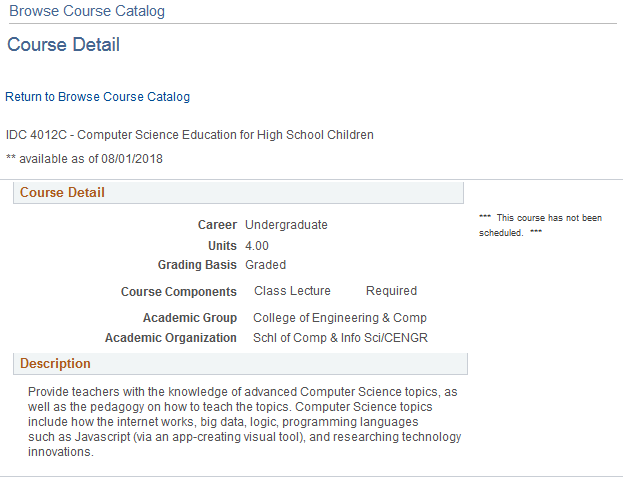 Browse Course Catalog
Course Detail
Return to Browse Course Catalog
IDC 4012C - Computer Science Education for High School Children
** available as of 08/01/2018
Course Detail
Career Undergraduate
Units 4.00
Grading Basis Graded
Course Components Class Lecture Required
Academic Group College of Engineering & Comp
Academic Organization Schl of Comp & Info Sci/CENGR
*** This course has not been
scheduled. ***
Description
Provide teachers with the knowledge of advanced Computer Science topics, as
well as the pedagogy on how to teach the topics. Computer Science topics
include how the internet works, big data, logic, programming languages
such as Javascript (via an app-creating visual tool), and researching technology
innovations.